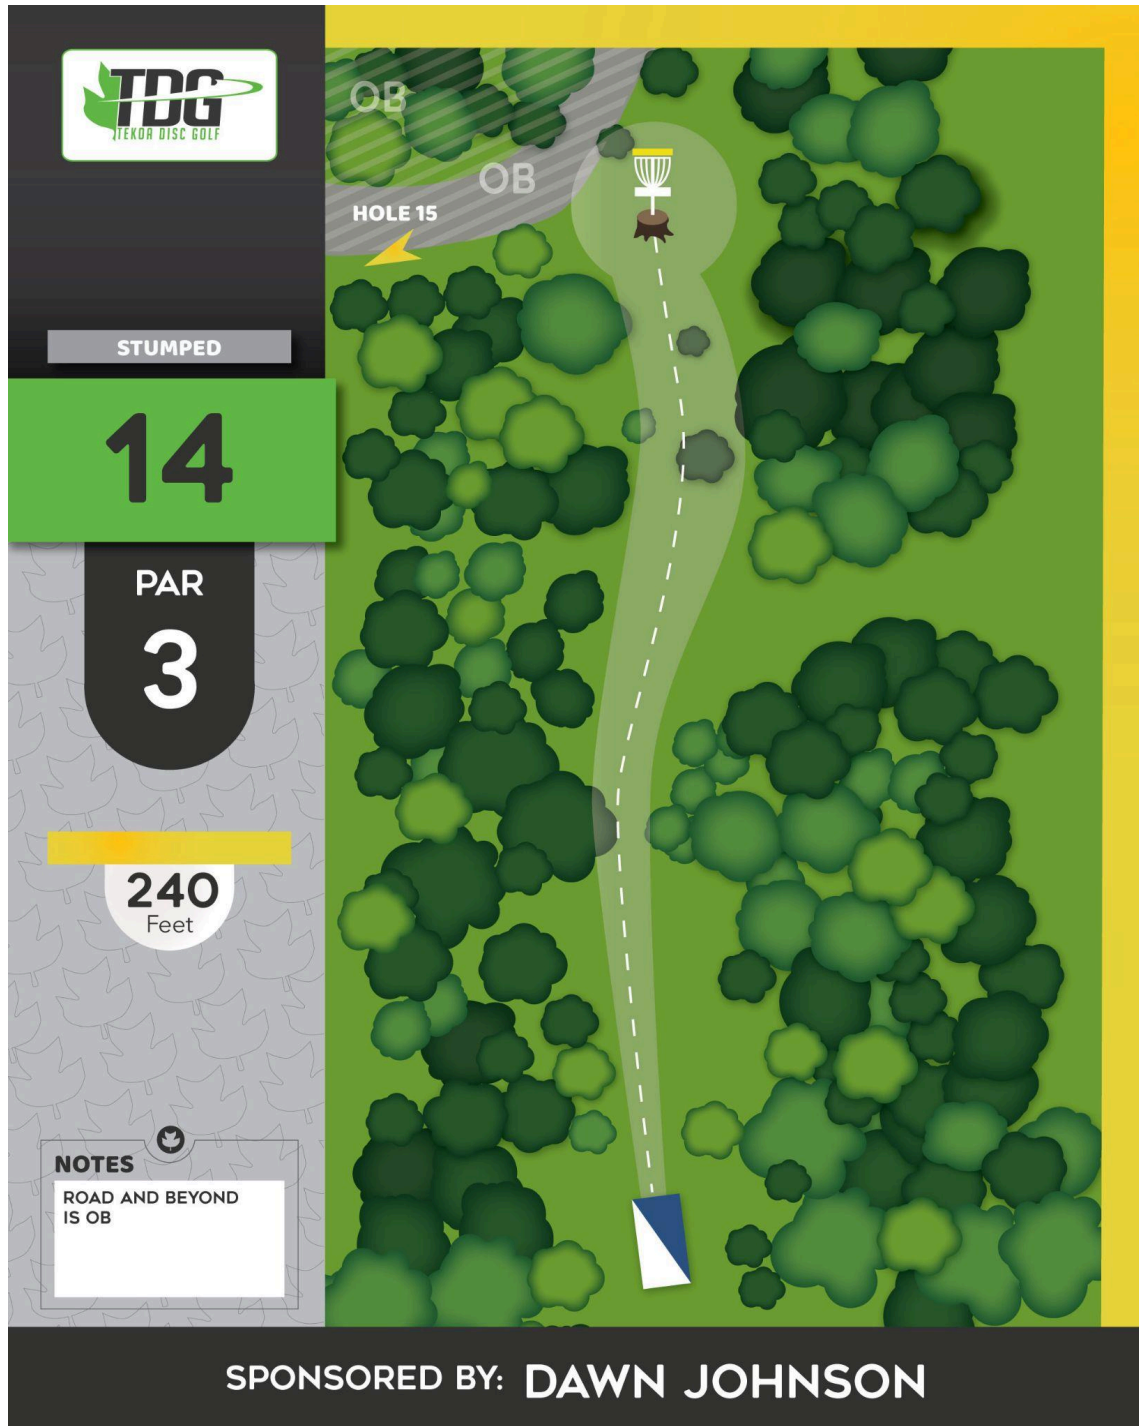 TDG
TEKOA DISC GOLF
STUMPED
14
PAR
3
240
Feet
NOTES
ROAD AND BEYOND
IS OB
OB
OB
HOLE 15
SPONSORED BY: DAWN JOHNSON